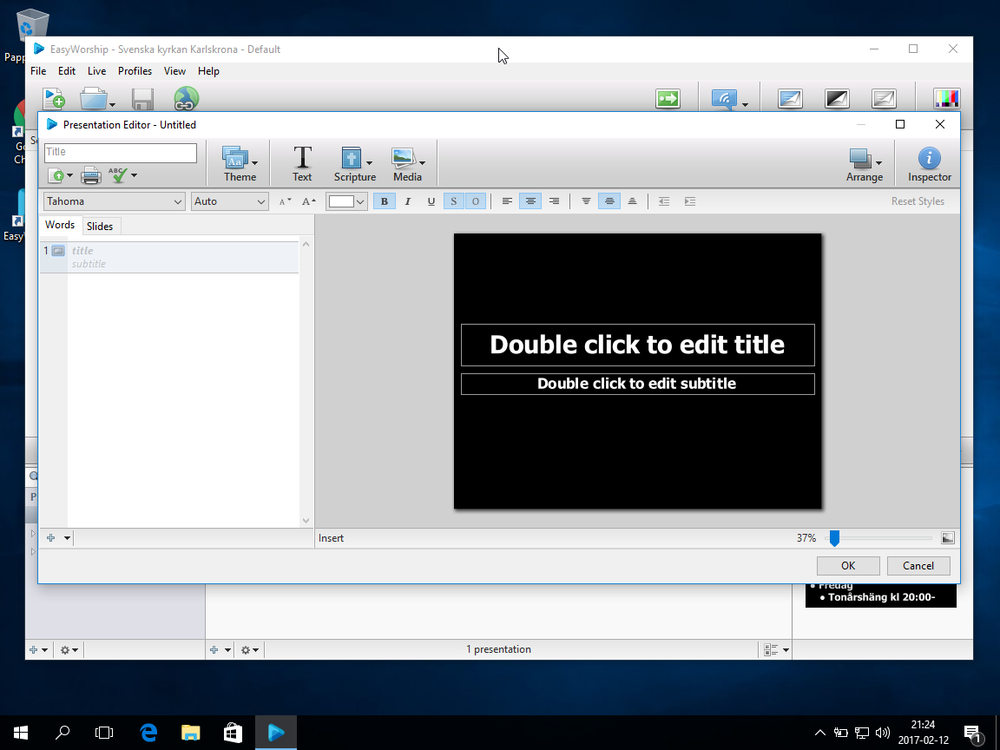 Papp
EasyWorship - Svenska kyrkan Karlskrona - Default
File Edit Live Profiles View Help
Presentation Editor - Untitled
Title
Theme Text Scripture Media Arrange Inspector
Tahoma Auto B I U S O Reset Styles
Words Slides
1 title
subtitle
Double click to edit title
Double click to edit subtitle
Insert 37%
OK Cancel
Fredag
• Tonårshäng kl 20:00-
1 presentation
21:24
2017-02-12
1